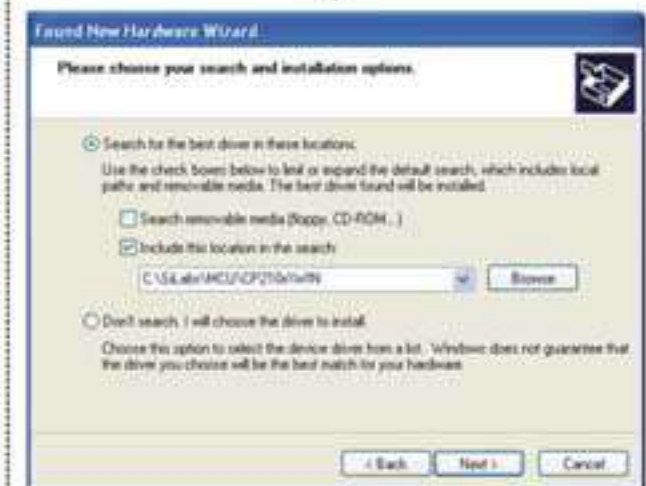 Found New Hardware Wizard
Please choose your search and installation options.
Search for the best driver in these locations.
Use the check boxes below to limit or expand the default search, which includes local
paths and removable media. The best driver found will be installed.
Search removable media (floppy, CD-ROM...)
Include this location in the search:
C:\SiLabs\MCU\CP210x\WIN
Browse
Don't search. I will choose the driver to install.
Choose this option to select the device driver from a list. Windows does not guarantee that
the driver you choose will be the best match for your hardware.
< Back
Next >
Cancel